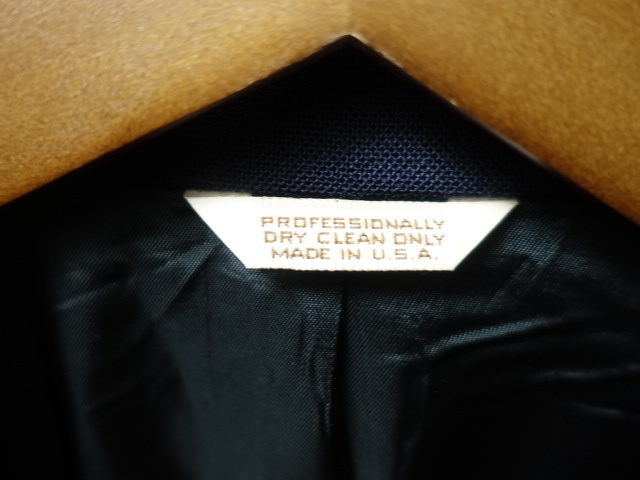 PROFESSIONALLY
DRY CLEAN ONLY
MADE IN U.S.A.